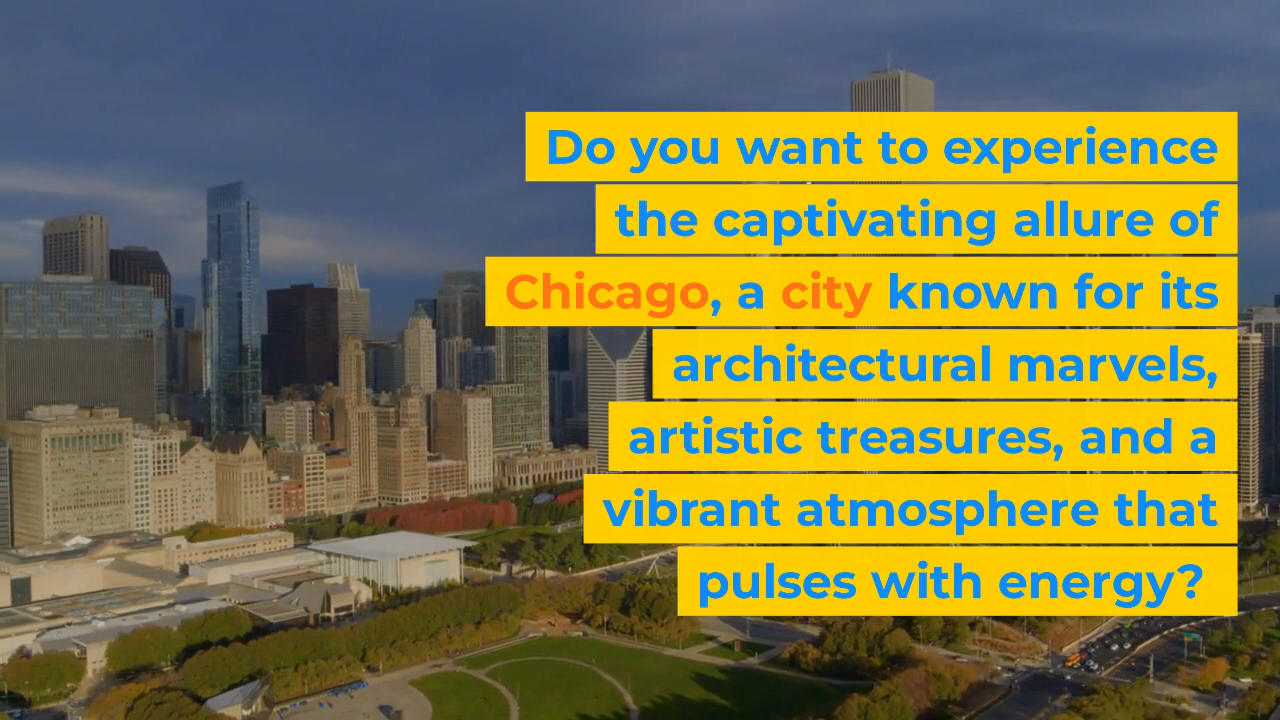 Do you want to experience
the captivating allure of
Chicago, a city known for its
architectural marvels,
artistic treasures, and a
vibrant atmosphere that
pulses with energy?